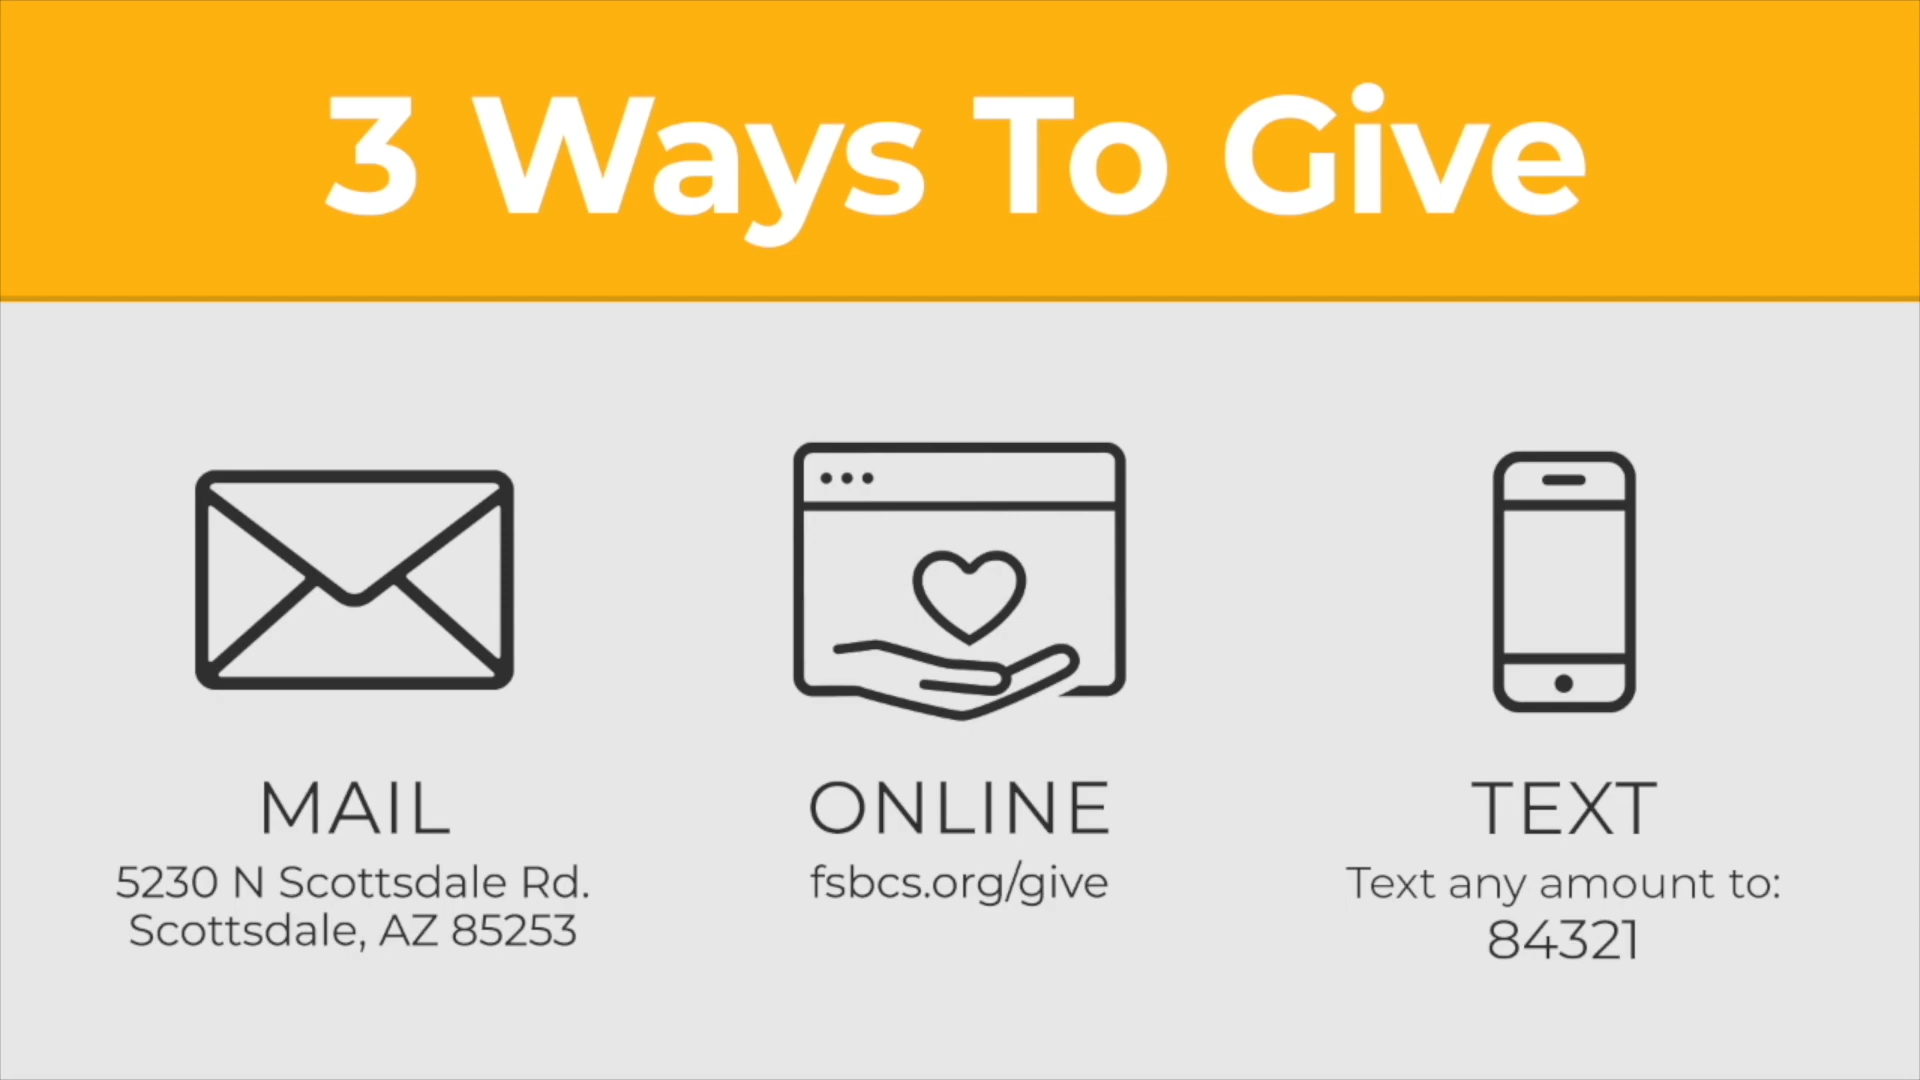 3 Ways To Give
MAIL
5230 N Scottsdale Rd.
Scottsdale, AZ 85253
ONLINE
fsbcs.org/give
TEXT
Text any amount to:
84321